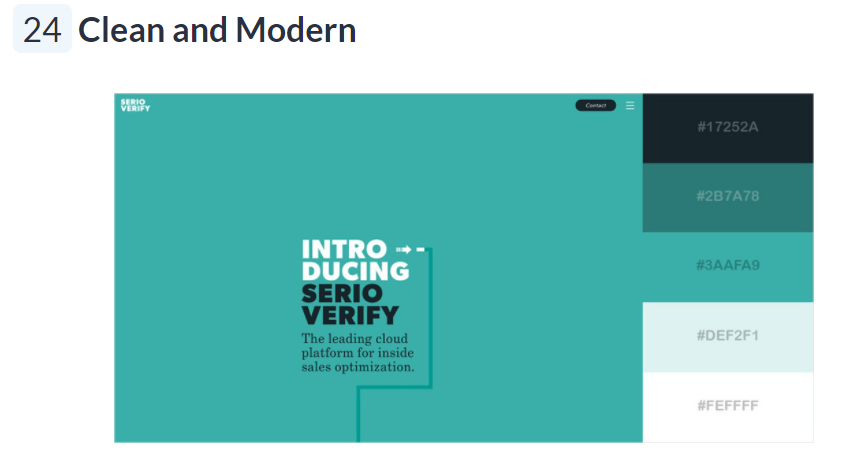 24 Clean and Modern
SERIO
VERIFY
Contact
INTRO
DUCING
SERIO
VERIFY
The leading cloud
platform for inside
sales optimization.
#17252A
#2B7A78
#3AAFA9
#DEF2F1
#FEFFFF